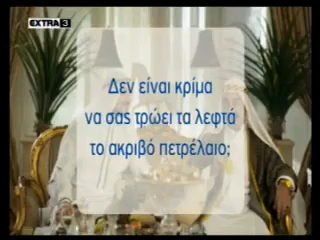 EXTRA 3
Δεν είναι κρίμα
να σας τρώει τα λεφτά
το ακριβό πετρέλαιο;